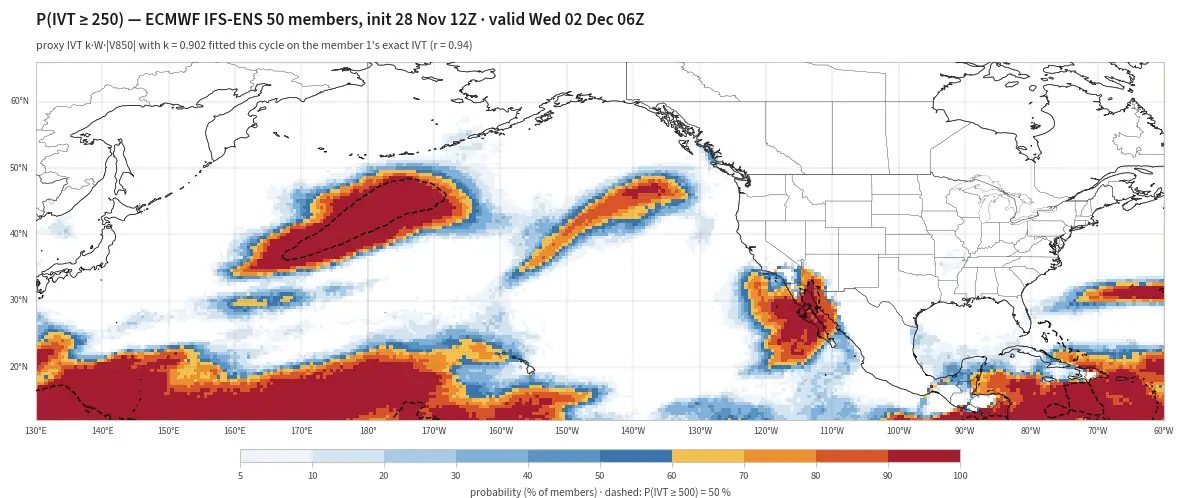 P(IVT ≥ 250) — ECMWF IFS-ENS 50 members, init 28 Nov 12Z · valid Wed 02 Dec 06Z
proxy IVT k·W·|V850| with k = 0.902 fitted this cycle on the member 1's exact IVT (r = 0.94)
60°N
50°N
40°N
30°N
20°N
130°E 140°E 150°E 160°E 170°E 180° 170°W 160°W 150°W 140°W 130°W 120°W 110°W 100°W 90°W 80°W 70°W 60°W
5 10 20 30 40 50 60 70 80 90 100
probability (% of members) · dashed: P(IVT ≥ 500) = 50 %